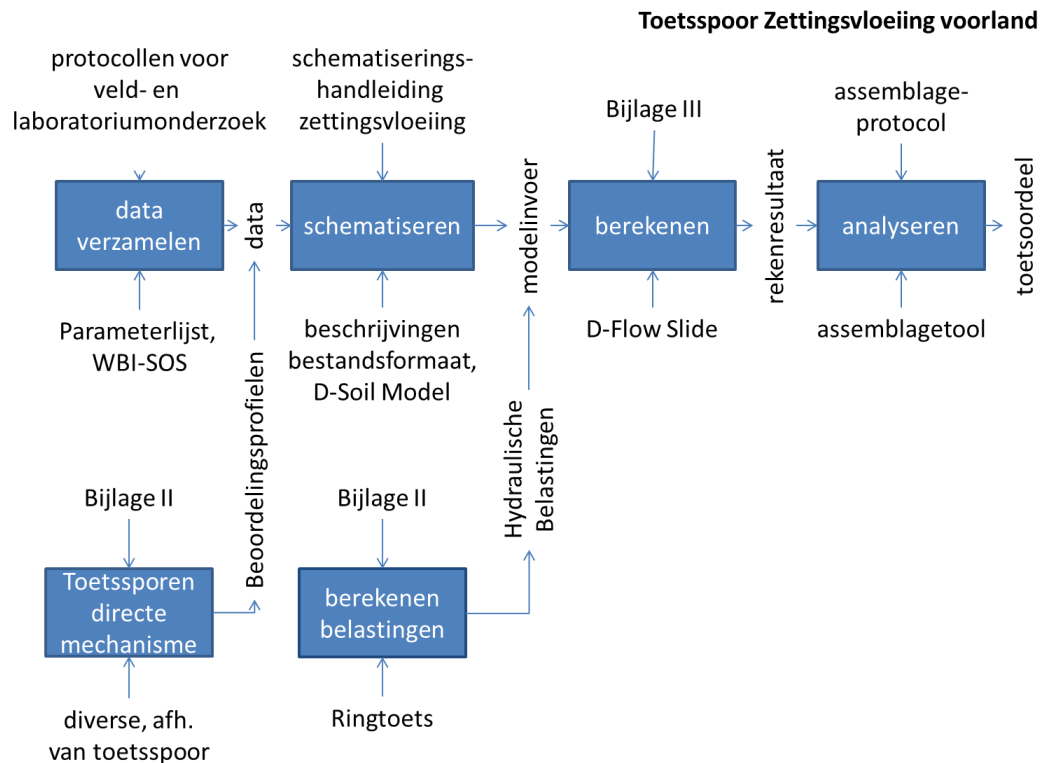 Toetsspoor Zettingsvloeiing voorland
protocollen voor
veld- en
laboratoriumonderzoek
schematiserings-
handleiding
zettingsvloeiing
Bijlage III
assemblage-
protocol
data
verzamelen
data
schematiseren
modelinvoer
berekenen
rekenresultaat
analyseren
toetsoordeel
Parameterlijst,
WBI-SOS
beschrijvingen
bestandsformaat,
D-Soil Model
D-Flow Slide
assemblagetool
Beoordelingsprofielen
Hydraulische
Belastingen
Bijlage II
Bijlage II
Toetssporen
directe
mechanisme
berekenen
belastingen
diverse, afh.
van toetsspoor
Ringtoets